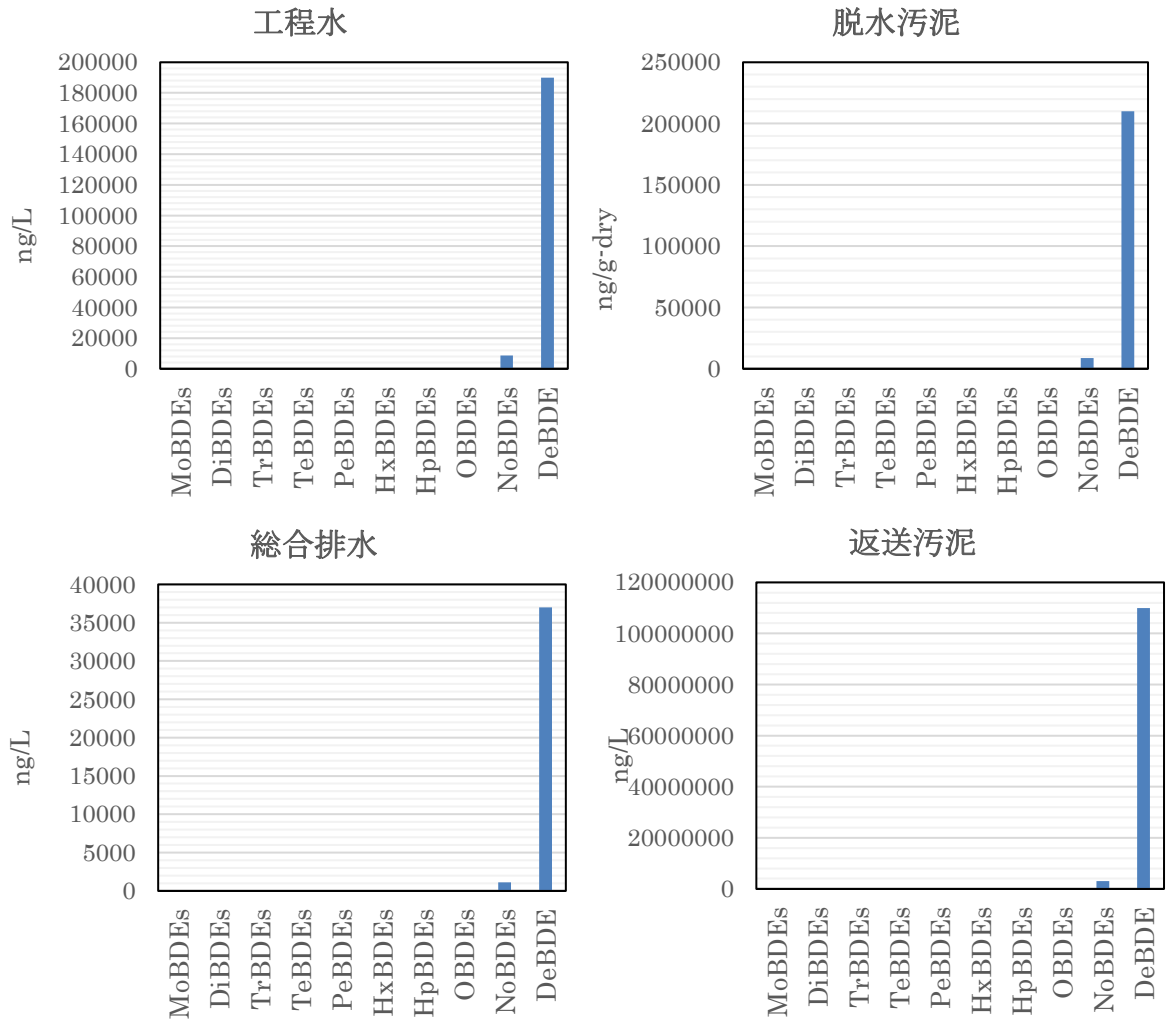 工程水
200000
180000
160000
140000
120000
100000
80000
60000
40000
20000
0
ng/L
MoBDEs
DiBDEs
TrBDEs
TeBDEs
PeBDEs
HxBDEs
HpBDEs
OBDEs
NoBDEs
DeBDE
脱水汚泥
250000
200000
150000
100000
50000
0
ng/g-dry
MoBDEs
DiBDEs
TrBDEs
TeBDEs
PeBDEs
HxBDEs
HpBDEs
OBDEs
NoBDEs
DeBDE
総合排水
40000
35000
30000
25000
20000
15000
10000
5000
0
ng/L
MoBDEs
DiBDEs
TrBDEs
TeBDEs
PeBDEs
HxBDEs
HpBDEs
OBDEs
NoBDEs
DeBDE
返送汚泥
120000000
100000000
80000000
60000000
40000000
20000000
0
ng/L
MoBDEs
DiBDEs
TrBDEs
TeBDEs
PeBDEs
HxBDEs
HpBDEs
OBDEs
NoBDEs
DeBDE